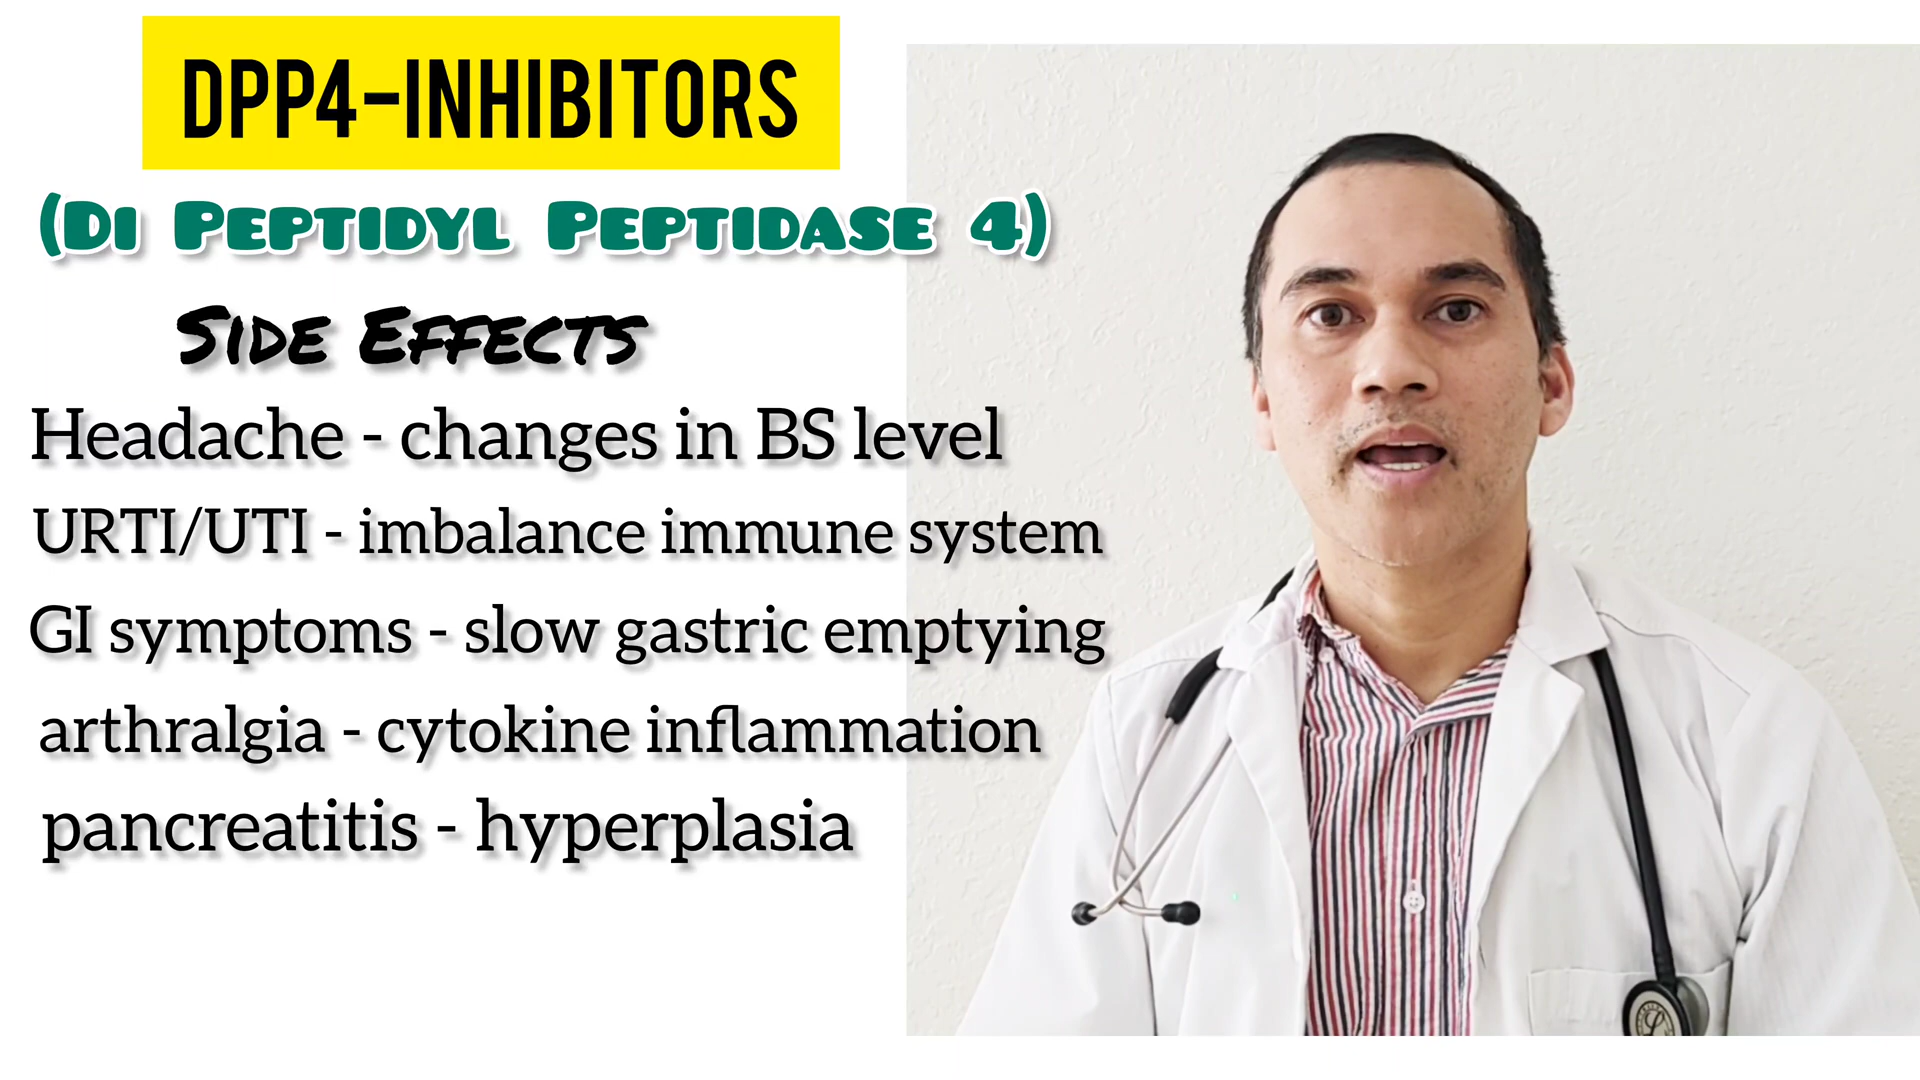 DPP4-INHIBITORS
(Di Peptidyl Peptidase 4)
Side Effects
Headache - changes in BS level
URTI/UTI - imbalance immune system
GI symptoms - slow gastric emptying
arthralgia - cytokine inflammation
pancreatitis - hyperplasia